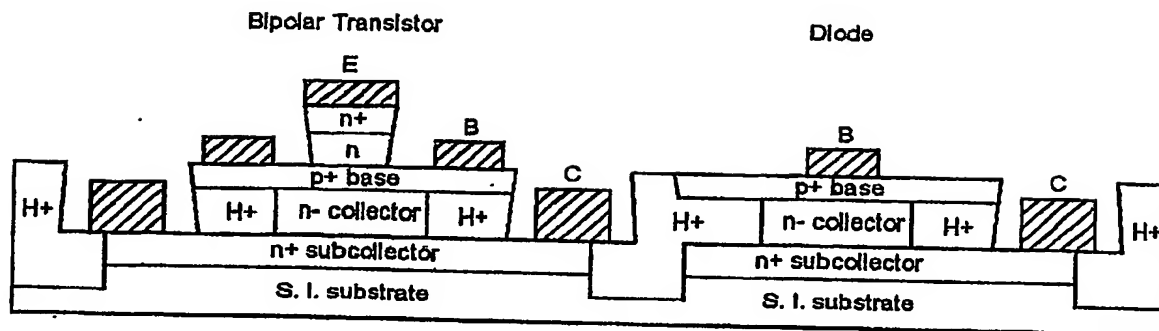 Bipolar Transistor
Diode
E
n+
n
B
p+ base
C
H+
H+
n- collector
H+
n+ subcollector
S. I. substrate
B
p+ base
C
H+
n- collector
H+
H+
n+ subcollector
S. I. substrate